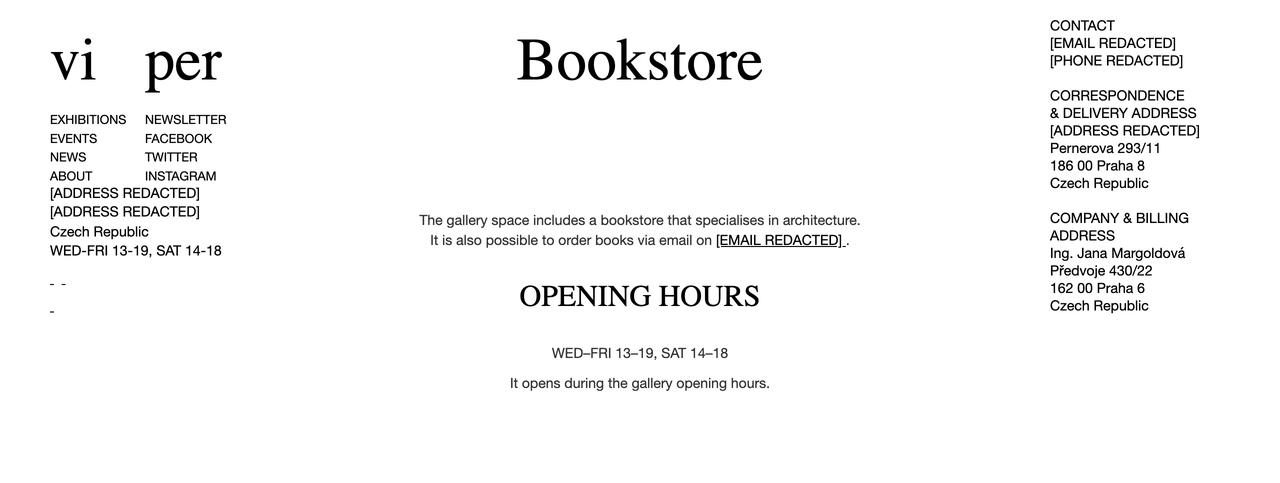 vi per
EXHIBITIONS NEWSLETTER
EVENTS FACEBOOK
NEWS TWITTER
ABOUT INSTAGRAM
[ADDRESS REDACTED]
[ADDRESS REDACTED]
Czech Republic
WED-FRI 13-19, SAT 14-18
- -
-
Bookstore
The gallery space includes a bookstore that specialises in architecture.
It is also possible to order books via email on [EMAIL REDACTED] .
OPENING HOURS
WED–FRI 13–19, SAT 14–18
It opens during the gallery opening hours.
CONTACT
[EMAIL REDACTED]
[PHONE REDACTED]
CORRESPONDENCE
& DELIVERY ADDRESS
[ADDRESS REDACTED]
Pernerova 293/11
186 00 Praha 8
Czech Republic
COMPANY & BILLING
ADDRESS
Ing. Jana Margoldová
Předvoje 430/22
162 00 Praha 6
Czech Republic